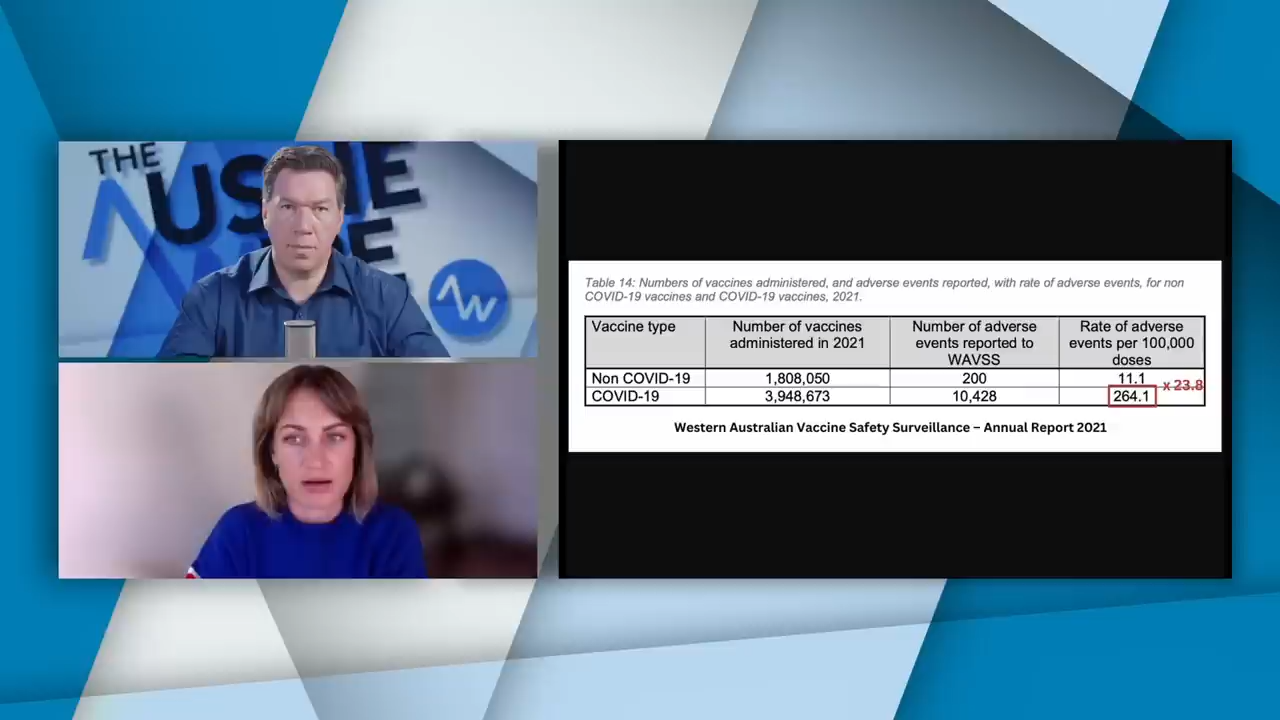 THE
AUSSIE
WIRE
AW
Table 14: Numbers of vaccines administered, and adverse events reported, with rate of adverse events, for non
COVID-19 vaccines and COVID-19 vaccines, 2021.
Vaccine type Number of vaccines administered in 2021 Number of adverse events reported to WAVSS Rate of adverse events per 100,000 doses
Non COVID-19 1,808,050 200 11.1
x 23.8
COVID-19 3,948,673 10,428 264.1
Western Australian Vaccine Safety Surveillance – Annual Report 2021